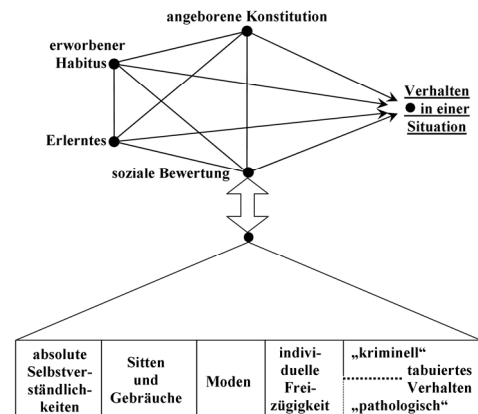 angeborene Konstitution
erworbener
Habitus
Erlerntes
soziale Bewertung
Verhalten
in einer
Situation
absolute
Selbstver-
ständlich-
keiten
Sitten
und
Gebräuche
Moden
indivi-
duelle
Frei-
zügigkeit
„kriminell“
tabuiertes
Verhalten
„pathologisch“